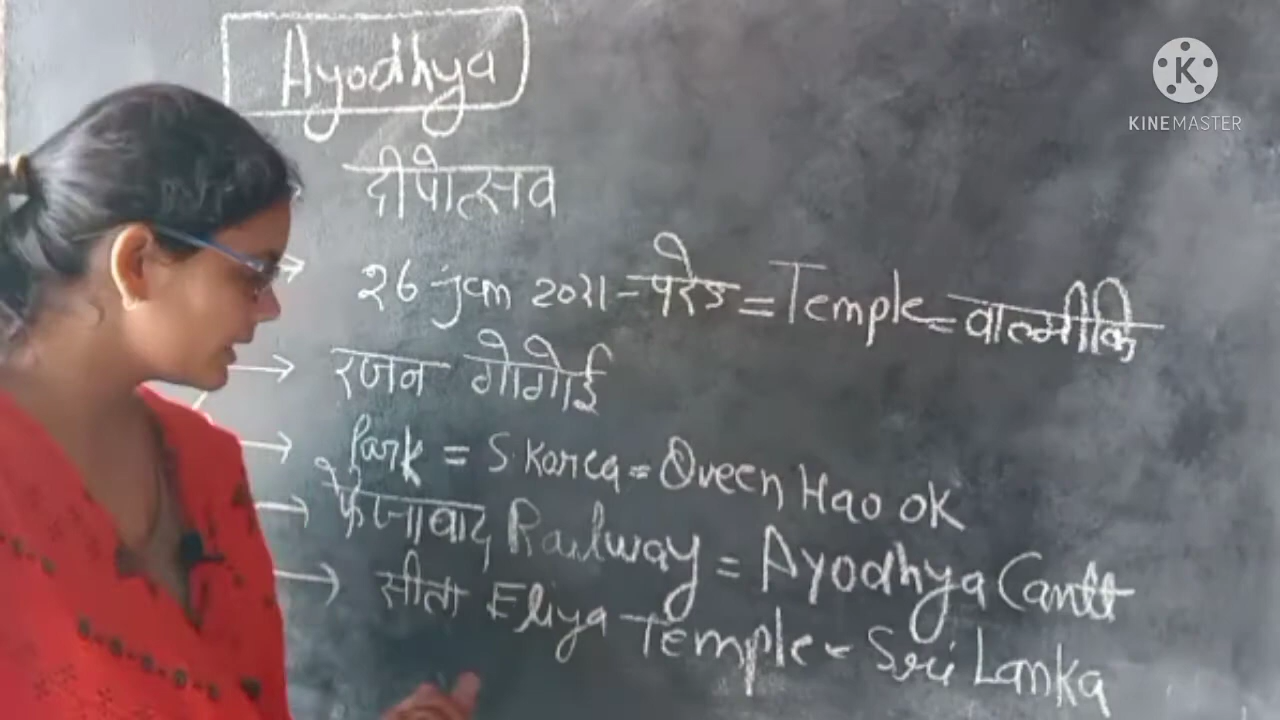 Ayodhya
दीपोत्सव
→ 26 jan 2021 - परेड = Temple = वाल्मीकि
→ रजन गोगोई
→ Park = S. Korea = Queen Hao ok
→ फैजाबाद Railway = Ayodhya Cantt
→ सीता Eliya Temple - Sri Lanka
K
KINEMASTER